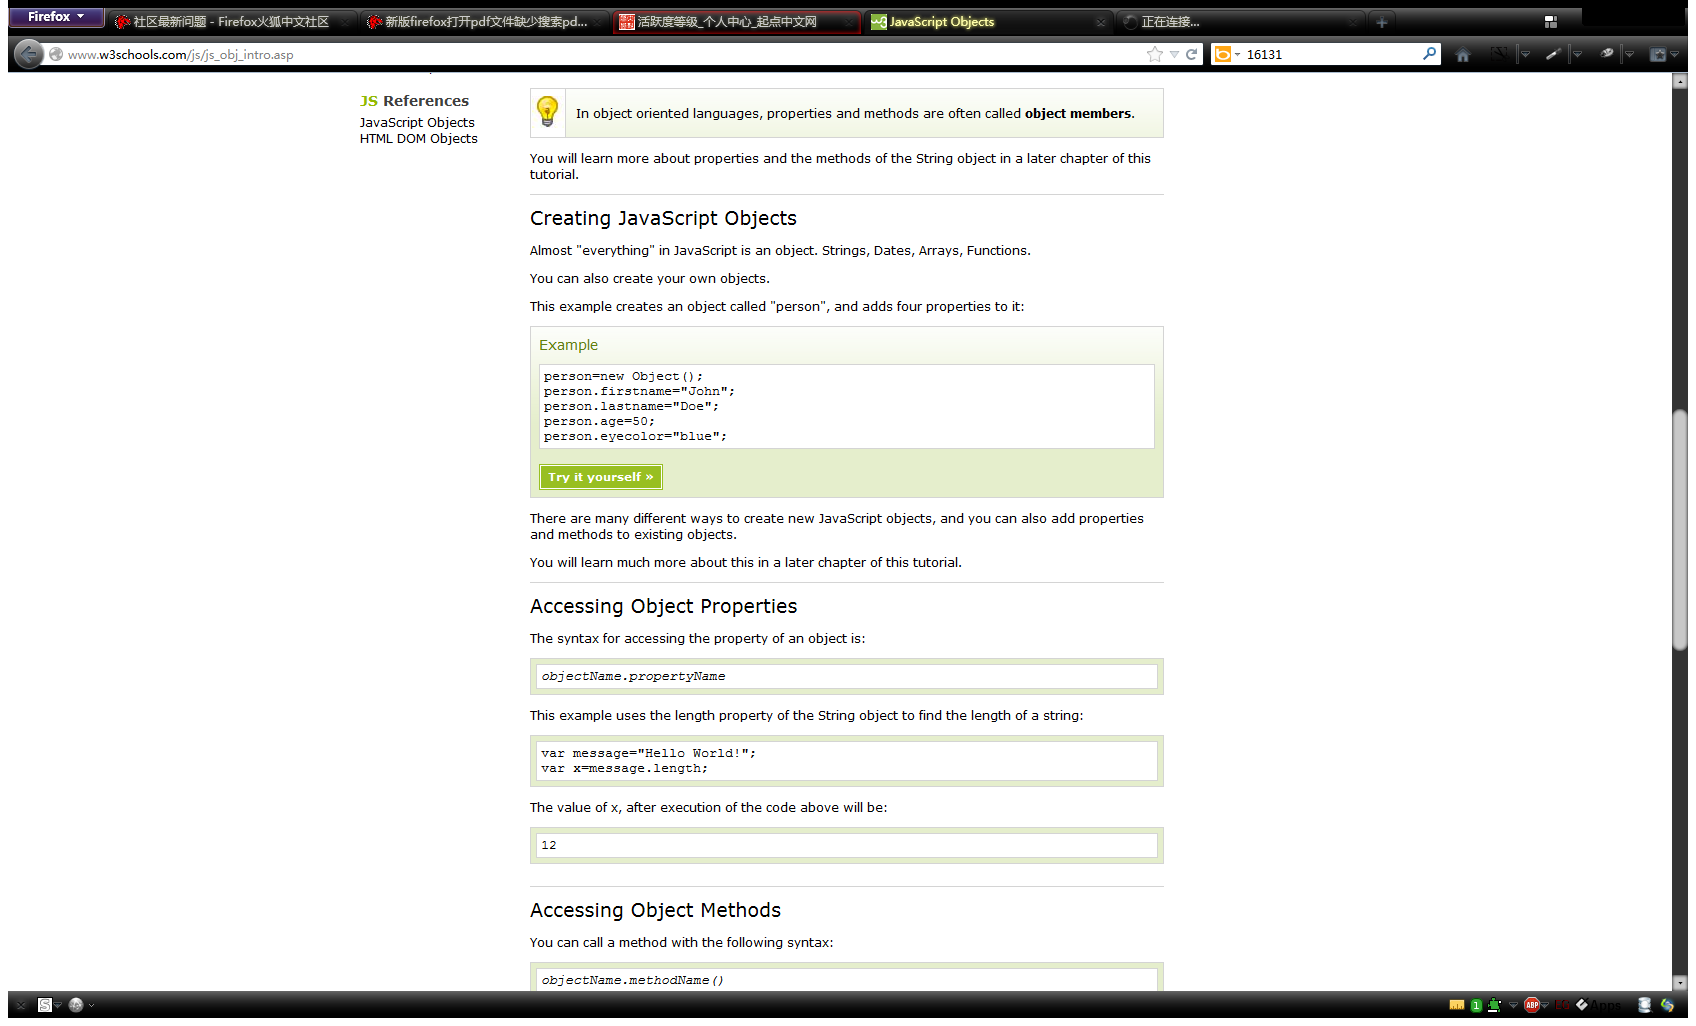 Firefox
社区最新问题 - Firefox火狐中文社区
新版firefox打开pdf文件缺少搜索pd...
活跃度等级_个人中心_起点中文网
JavaScript Objects
正在连接...
www.w3schools.com/js/js_obj_intro.asp
16131
JS References
JavaScript Objects
HTML DOM Objects
In object oriented languages, properties and methods are often called object members.
You will learn more about properties and the methods of the String object in a later chapter of this
tutorial.
Creating JavaScript Objects
Almost "everything" in JavaScript is an object. Strings, Dates, Arrays, Functions.
You can also create your own objects.
This example creates an object called "person", and adds four properties to it:
Example
person=new Object();
person.firstname="John";
person.lastname="Doe";
person.age=50;
person.eyecolor="blue";
Try it yourself »
There are many different ways to create new JavaScript objects, and you can also add properties
and methods to existing objects.
You will learn much more about this in a later chapter of this tutorial.
Accessing Object Properties
The syntax for accessing the property of an object is:
objectName.propertyName
This example uses the length property of the String object to find the length of a string:
var message="Hello World!";
var x=message.length;
The value of x, after execution of the code above will be:
12
Accessing Object Methods
You can call a method with the following syntax:
objectName.methodName()
S
1
ABP
Apps